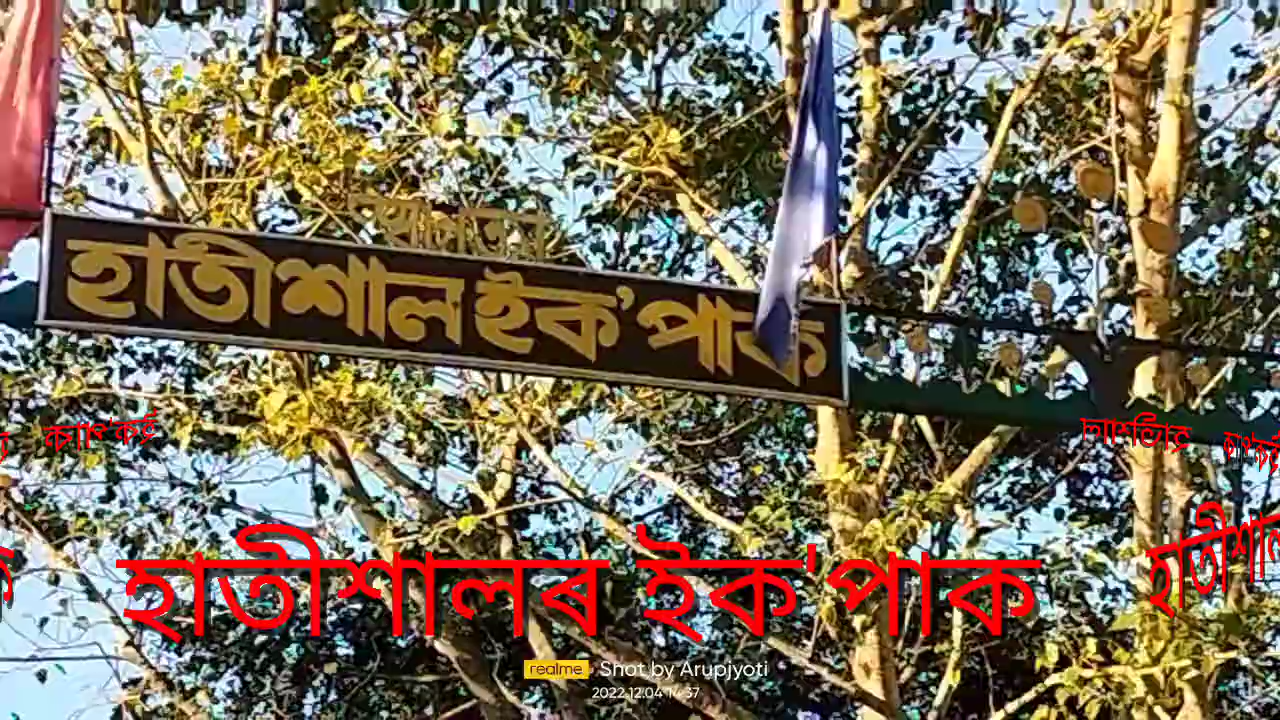 হাতীশাল ইক'পাৰ্ক
হাতীশালৰ ইক'পাক
হাতীশাল
realme Shot by Arupjyoti
2022.12.04 14:37